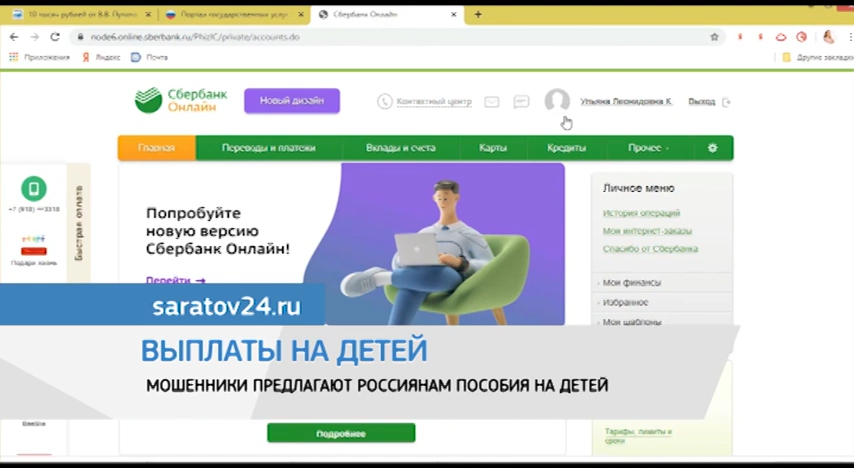 10 тысяч рублей от В.В. Путина
Портал государственных услуг
Сбербанк Онлайн
node6.online.sberbank.ru/PhizIC/private/accounts.do
Приложения
Яндекс
Почта
Другие закладки
Сбербанк
Онлайн
Новый дизайн
Контактный центр
Ульяна Леонидовна К.
Выход
Главная
Переводы и платежи
Вклады и счета
Карты
Кредиты
Прочее
Быстрая оплата
Попробуйте
новую версию
Сбербанк Онлайн!
Перейти →
Личное меню
История операций
Мои интернет-заказы
Спасибо от Сбербанка
Мои финансы
Избранное
Мои шаблоны
saratov24.ru
ВЫПЛАТЫ НА ДЕТЕЙ
МОШЕННИКИ ПРЕДЛАГАЮТ РОССИЯНАМ ПОСОБИЯ НА ДЕТЕЙ
Подробнее
Тарифы, лимиты и
сроки